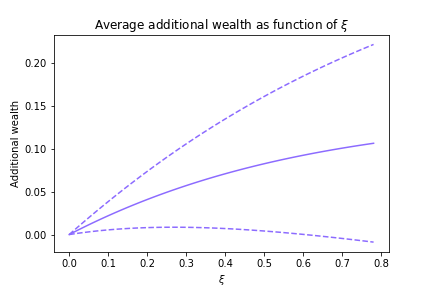 Average additional wealth as function of ξ
Additional wealth
0.20
0.15
0.10
0.05
0.00
0.0 0.1 0.2 0.3 0.4 0.5 0.6 0.7 0.8
ξ